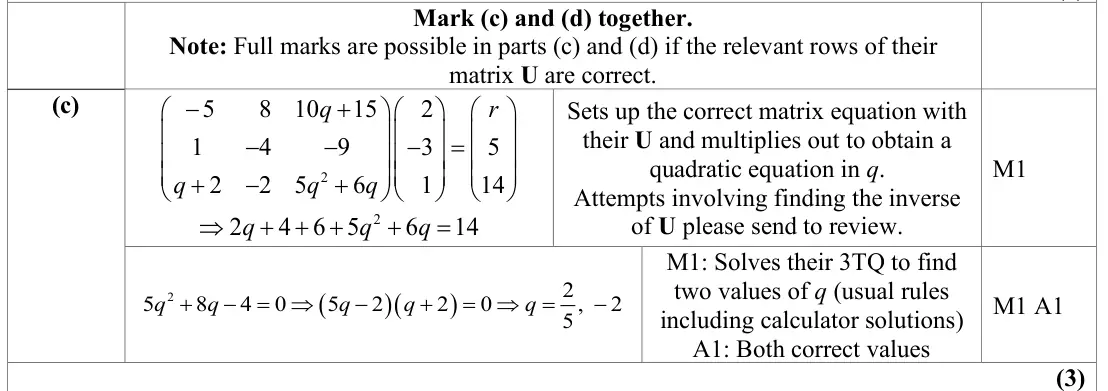 Mark (c) and (d) together.
Note: Full marks are possible in parts (c) and (d) if the relevant rows of their
matrix U are correct.
(c)
( −5 8 10q + 15 ) ( 2 ) ( r )
( 1 −4 −9 ) ( −3 ) = ( 5 )
( q + 2 −2 5q² + 6q ) ( 1 ) ( 14 )
⇒ 2q + 4 + 6 + 5q² + 6q = 14
Sets up the correct matrix equation with
their U and multiplies out to obtain a
quadratic equation in q.
Attempts involving finding the inverse
of U please send to review.
M1
5q² + 8q − 4 = 0 ⇒ (5q − 2)(q + 2) = 0 ⇒ q = 2/5, − 2
M1: Solves their 3TQ to find
two values of q (usual rules
including calculator solutions)
A1: Both correct values
M1 A1
(3)